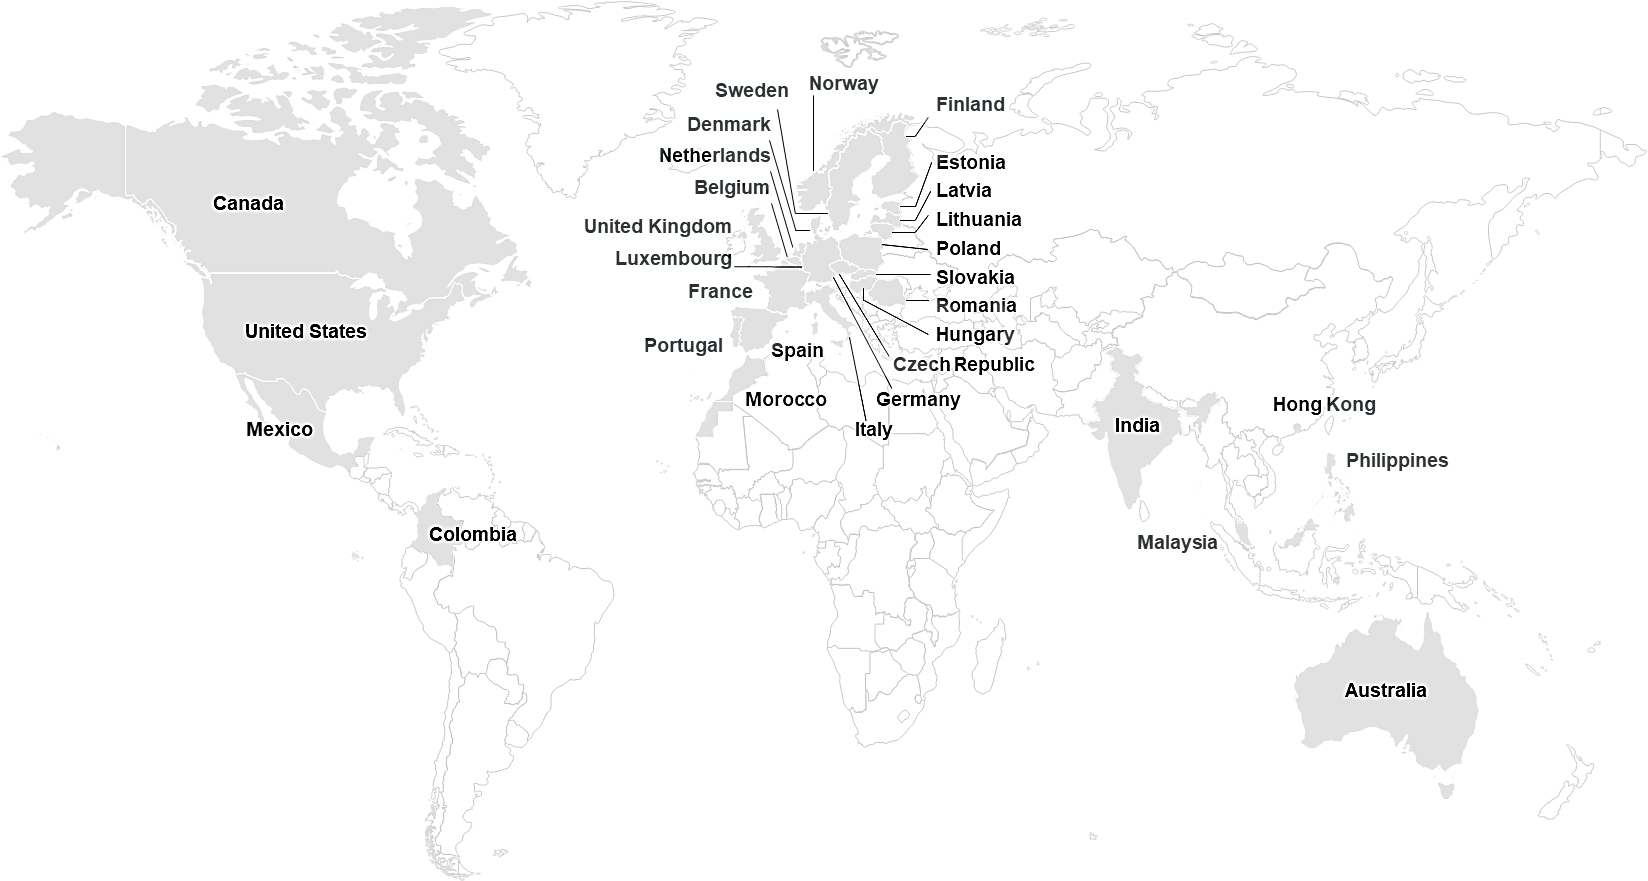 Norway
Sweden
Finland
Denmark
Netherlands
Estonia
Belgium
Latvia
Canada
Lithuania
United Kingdom
Poland
Luxembourg
Slovakia
France
Romania
United States
Hungary
Portugal
Spain
Czech Republic
Morocco
Germany
Hong Kong
Mexico
Italy
India
Philippines
Colombia
Malaysia
Australia